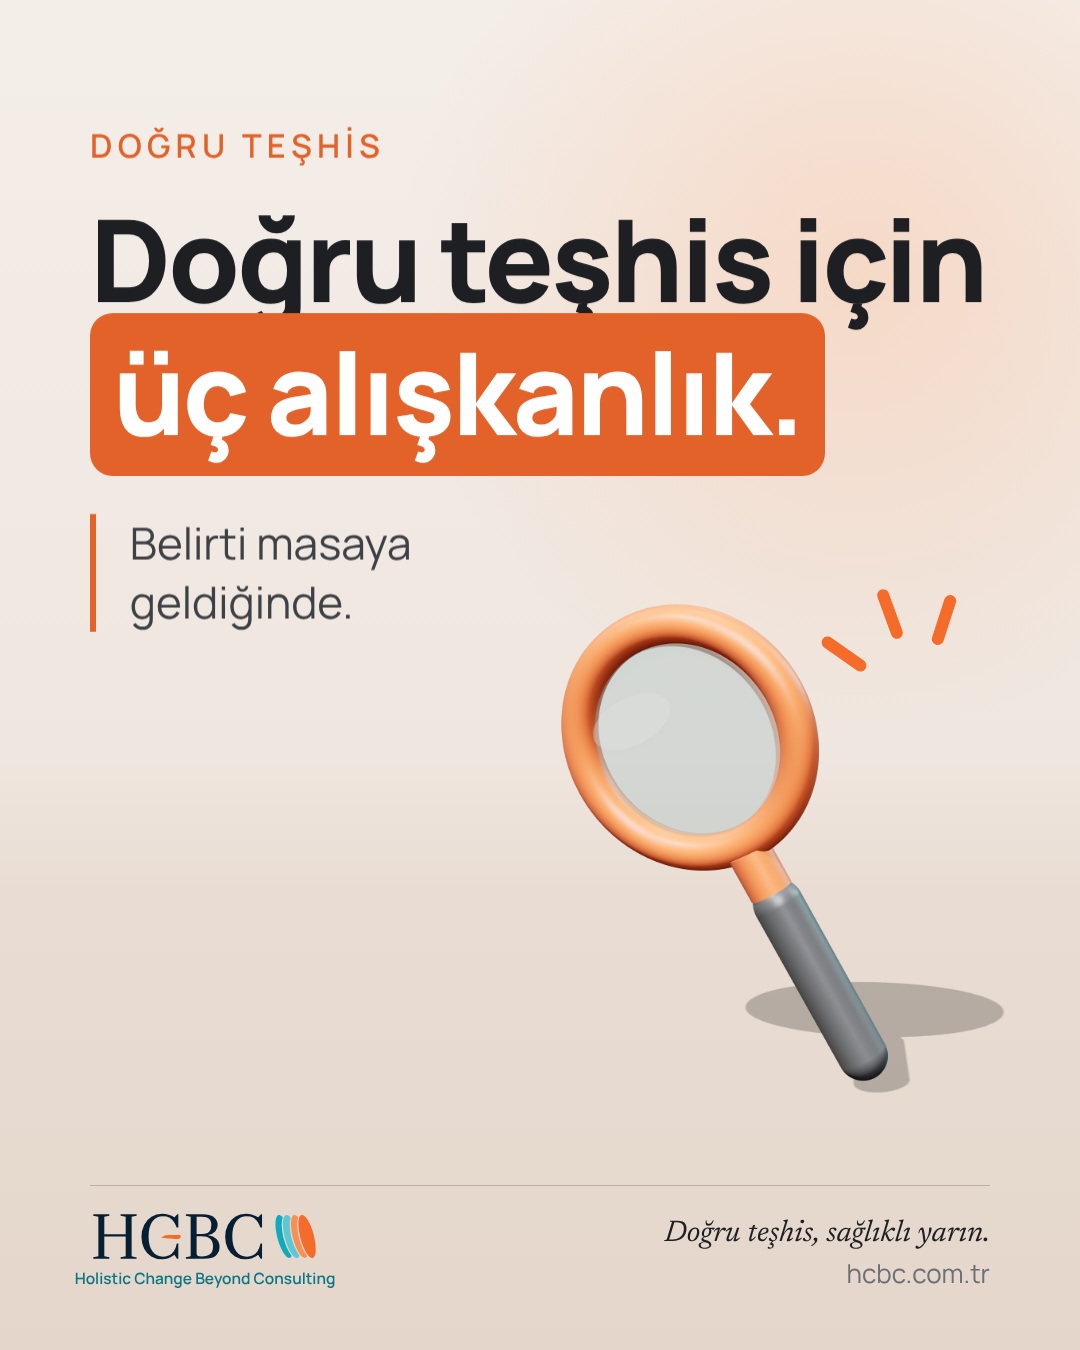 DOĞRU TEŞHİS
Doğru teşhis için
üç alışkanlık.
Belirti masaya
geldiğinde.
HCBC
Holistic Change Beyond Consulting
Doğru teşhis, sağlıklı yarın.
hcbc.com.tr